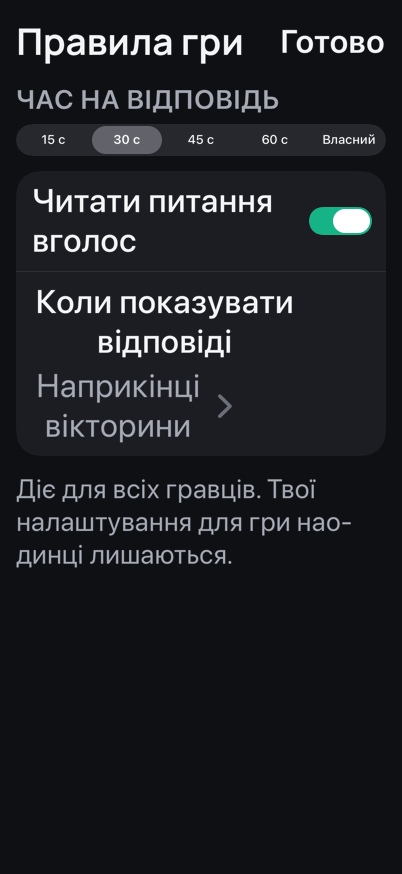 Правила гри
Готово
ЧАС НА ВІДПОВІДЬ
15 с
30 с
45 с
60 с
Власний
Читати питання
вголос
Коли показувати
відповіді
Наприкінці
вікторини
Діє для всіх гравців. Твої
налаштування для гри нао-
динці лишаються.